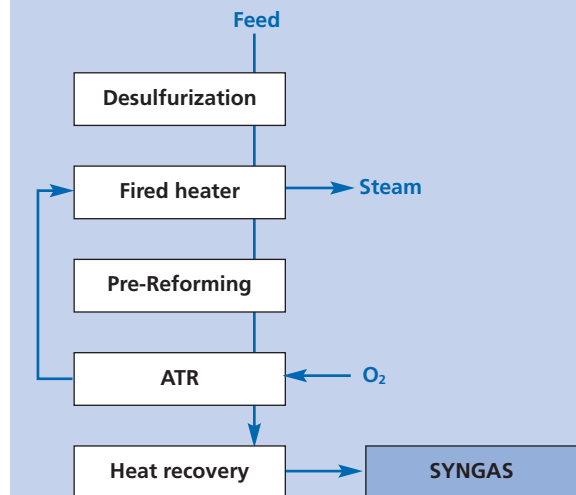 Feed
Desulfurization
Fired heater
Steam
Pre-Reforming
ATR
O₂
Heat recovery
SYNGAS